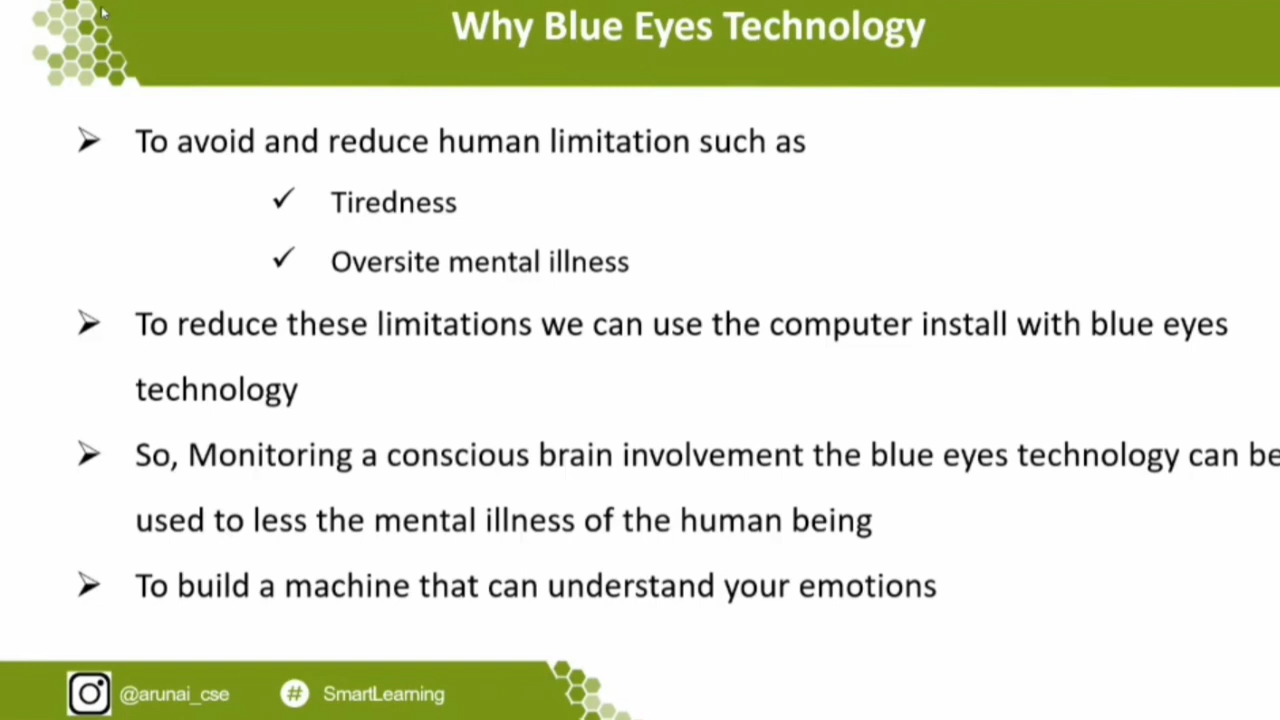 Why Blue Eyes Technology
To avoid and reduce human limitation such as
Tiredness
Oversite mental illness
To reduce these limitations we can use the computer install with blue eyes
technology
So, Monitoring a conscious brain involvement the blue eyes technology can be
used to less the mental illness of the human being
To build a machine that can understand your emotions
@arunai_cse # SmartLearning